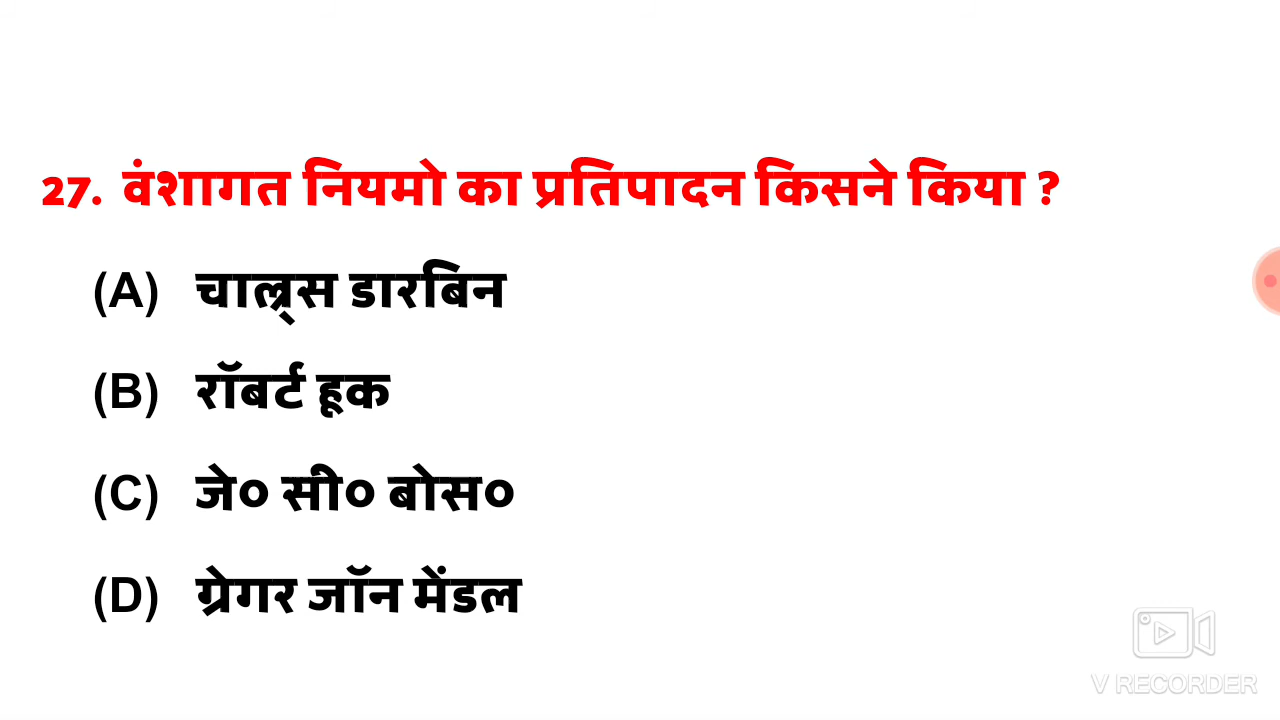 27. वंशागत नियमो का प्रतिपादन किसने किया ?
(A) चाल्र्स डारबिन
(B) रॉबर्ट हूक
(C) जे० सी० बोस०
(D) ग्रेगर जॉन मेंडल
V RECORDER